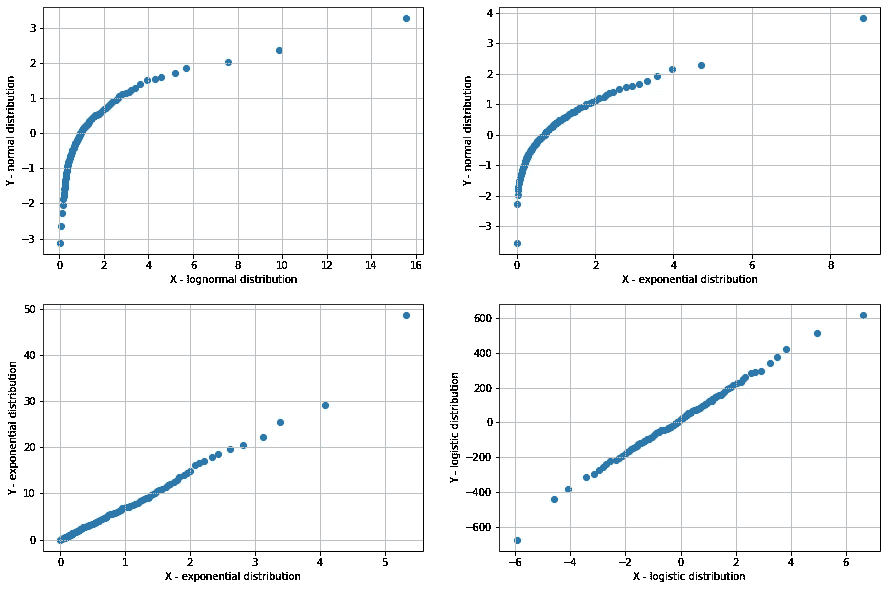 3
2
1
0
−1
−2
−3
0 2 4 6 8 10 12 14 16
X - lognormal distribution
Y - normal distribution
4
3
2
1
0
−1
−2
−3
0 2 4 6 8
X - exponential distribution
Y - normal distribution
50
40
30
20
10
0
0 1 2 3 4 5
X - exponential distribution
Y - exponential distribution
600
400
200
0
−200
−400
−600
−6 −4 −2 0 2 4 6
X - logistic distribution
Y - logistic distribution